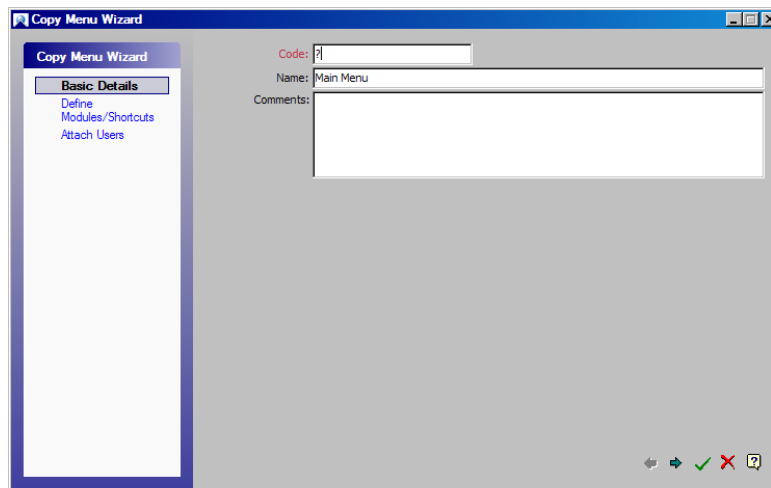 Copy Menu Wizard
Copy Menu Wizard
Basic Details
Define
Modules/Shortcuts
Attach Users
Code: ?
Name: Main Menu
Comments:
?